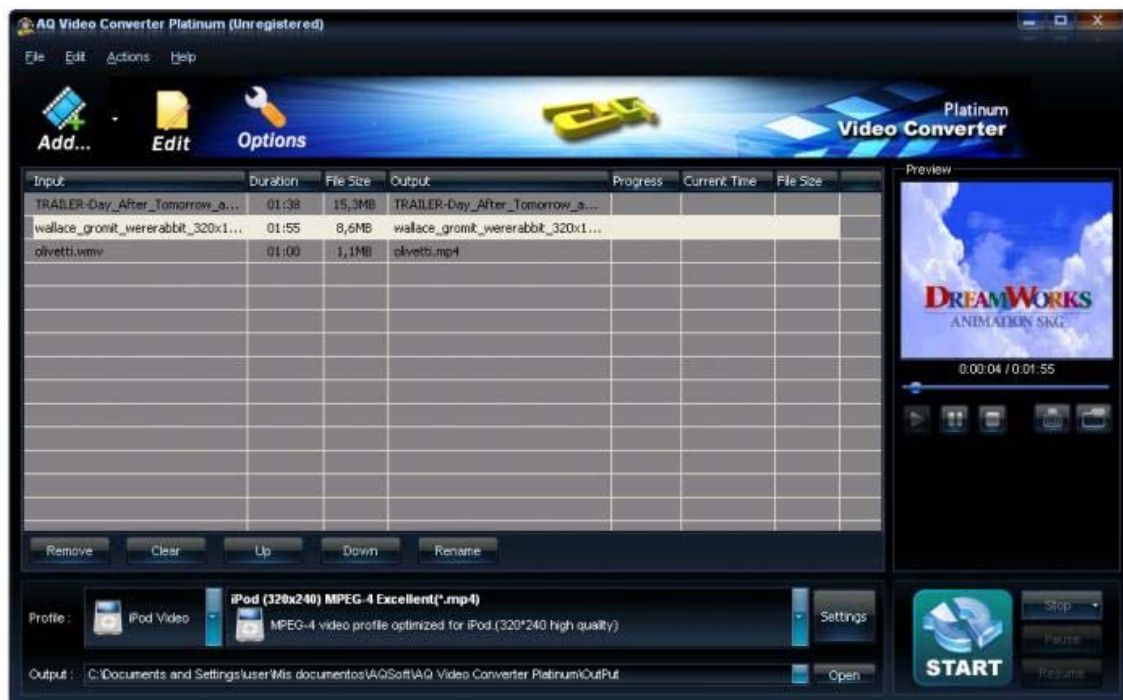 AQ Video Converter Platinum (Unregistered)
File Edit Actions Help
Add... Edit Options
Platinum
Video Converter
Input Duration File Size Output Progress Current Time File Size
TRAILER-Day_After_Tomorrow_a... 01:38 15,3MB TRAILER-Day_After_Tomorrow_a...
wallace_gromit_wererabbit_320x1... 01:55 8,6MB wallace_gromit_wererabbit_320x1...
olivetti.wmv 01:00 1,1MB olivetti.mp4
Remove Clear Up Down Rename
Preview
DREAMWORKS
ANIMATION SKG
0:00:04 / 0:01:55
Profile : iPod Video
iPod (320x240) MPEG-4 Excellent(*.mp4)
MPEG-4 video profile optimized for iPod.(320*240 high quality)
Settings
Output : C:\Documents and Settings\user\Mis documentos\AQSoft\AQ Video Converter Platinum\OutPut
Open
START
Stop
Pause
Resume